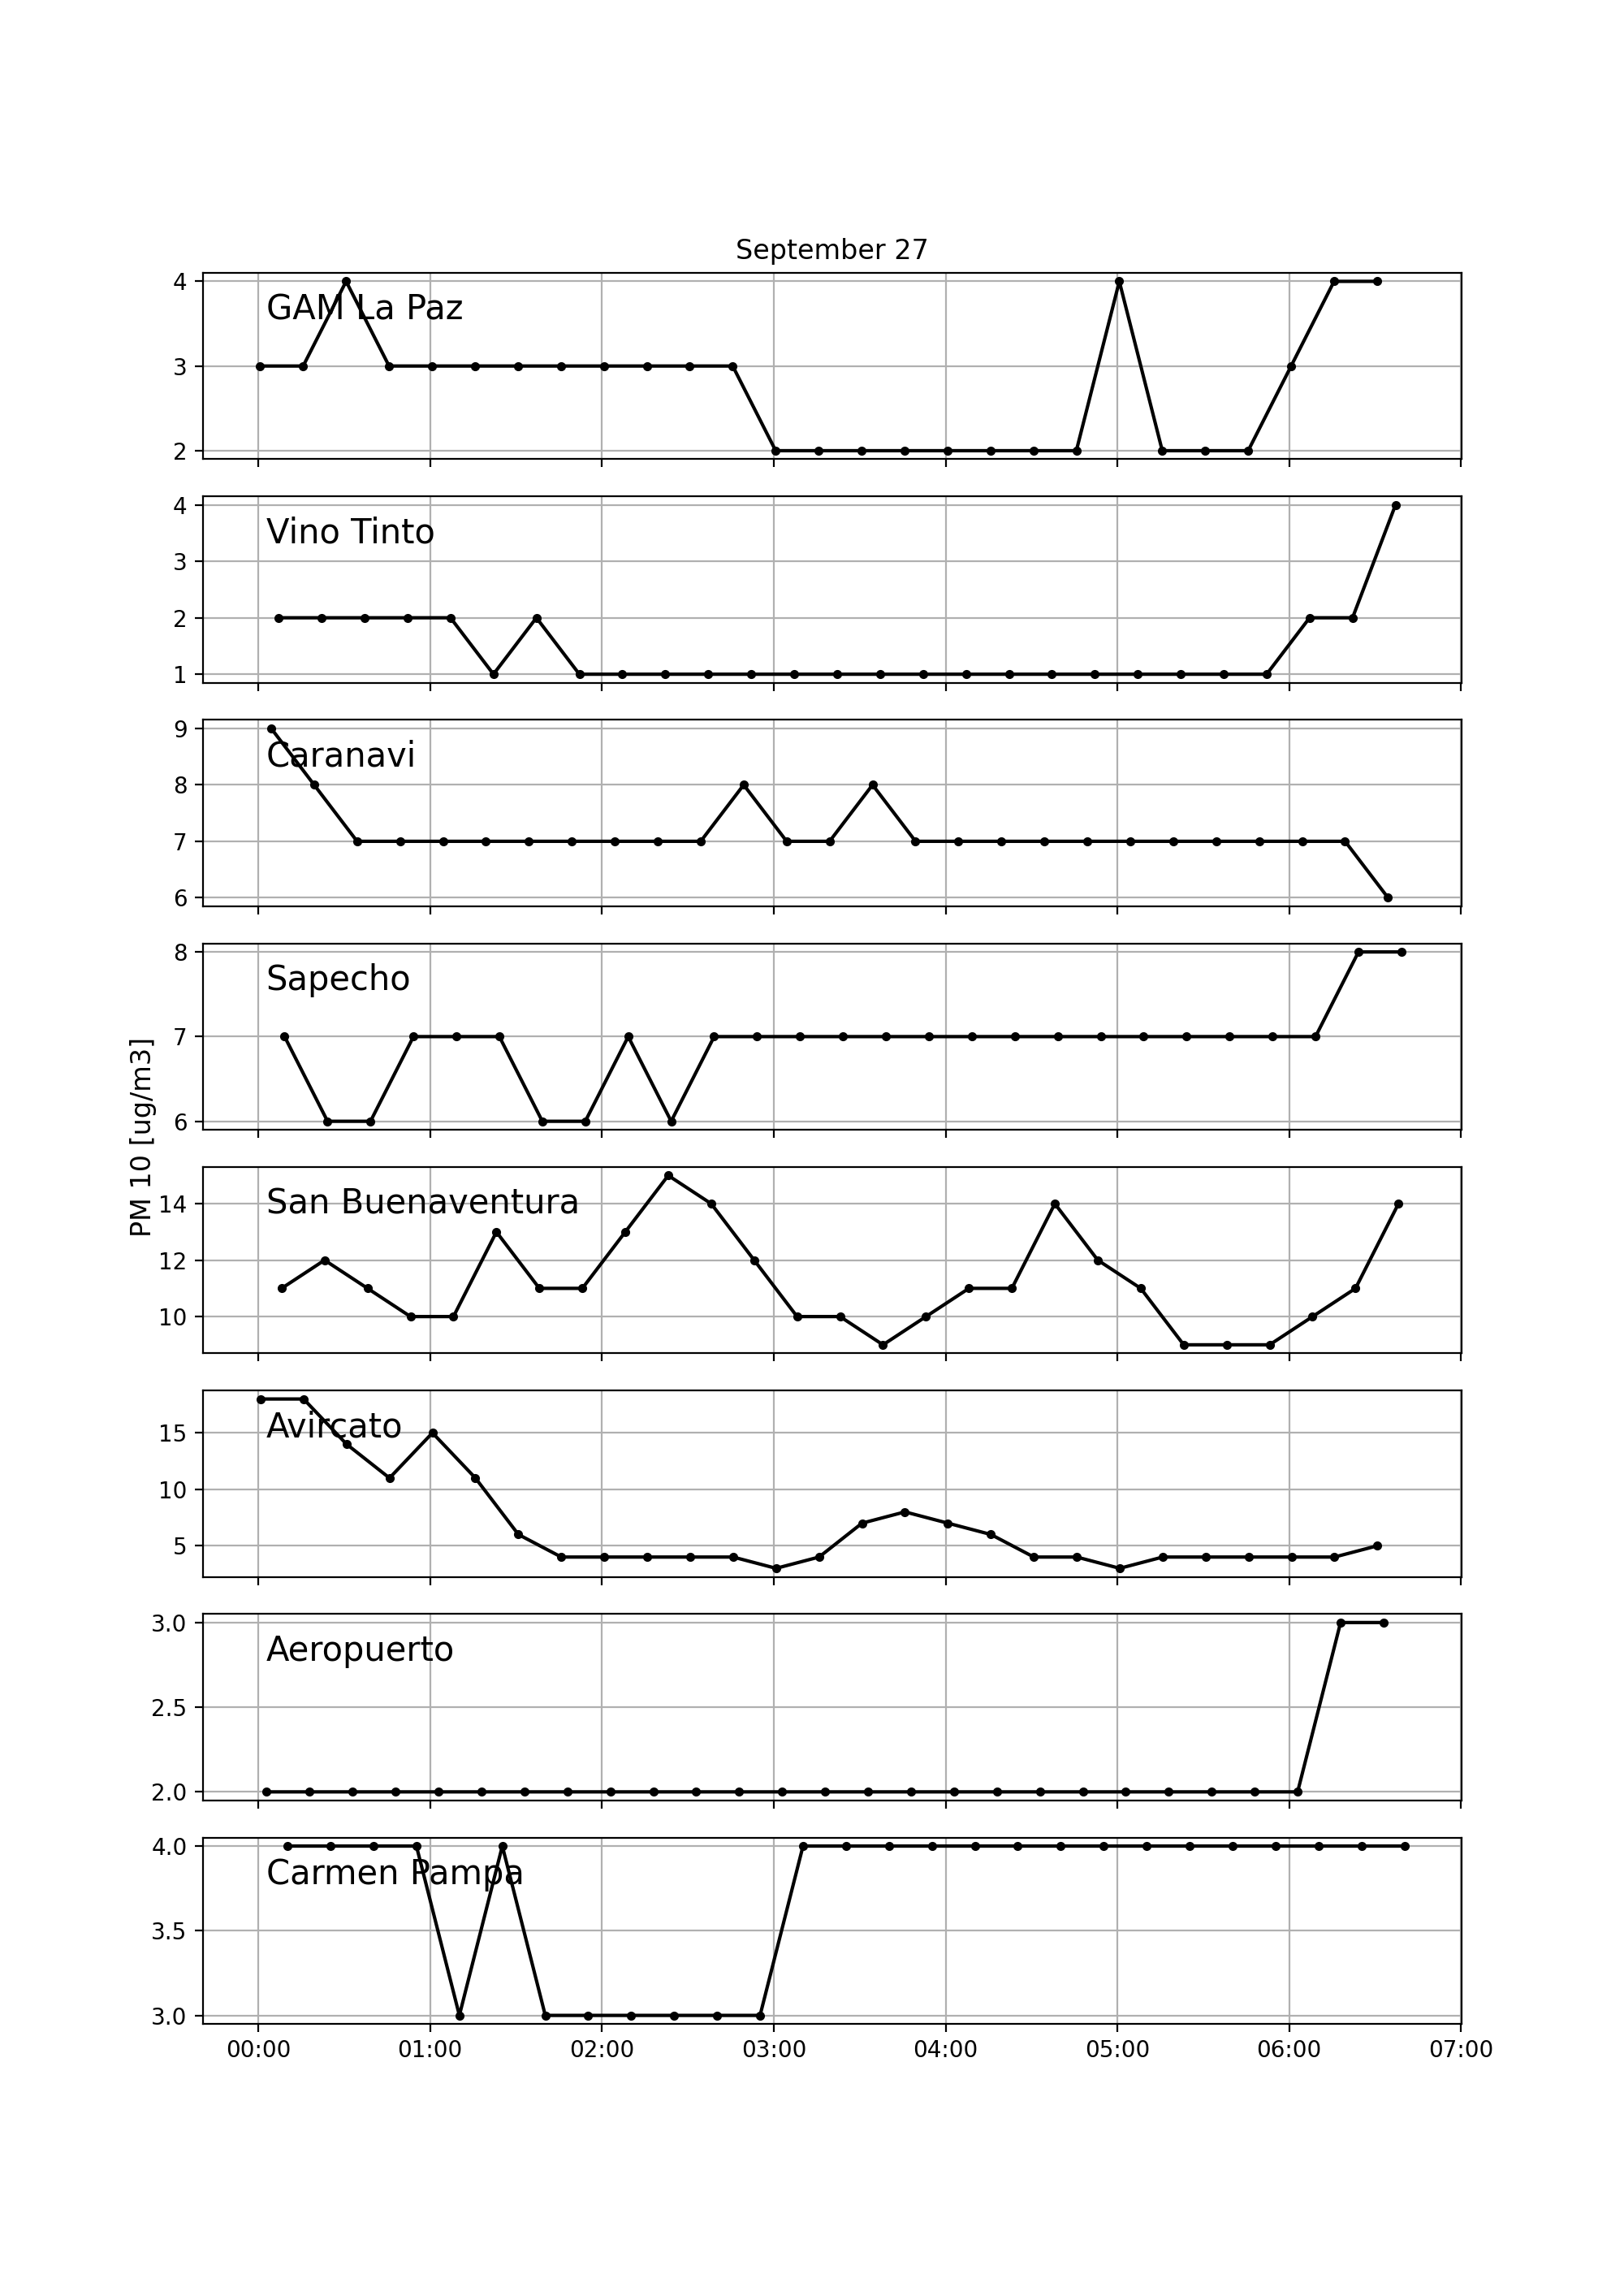 September 27
4
GAM La Paz
3
2
4
Vino Tinto
3
2
1
9
Caranavi
8
7
6
8
Sapecho
7
6
PM 10 [ug/m3]
14
San Buenaventura
12
10
15
Avircato
10
5
3.0
Aeropuerto
2.5
2.0
4.0
Carmen Pampa
3.5
3.0
00:00 01:00 02:00 03:00 04:00 05:00 06:00 07:00